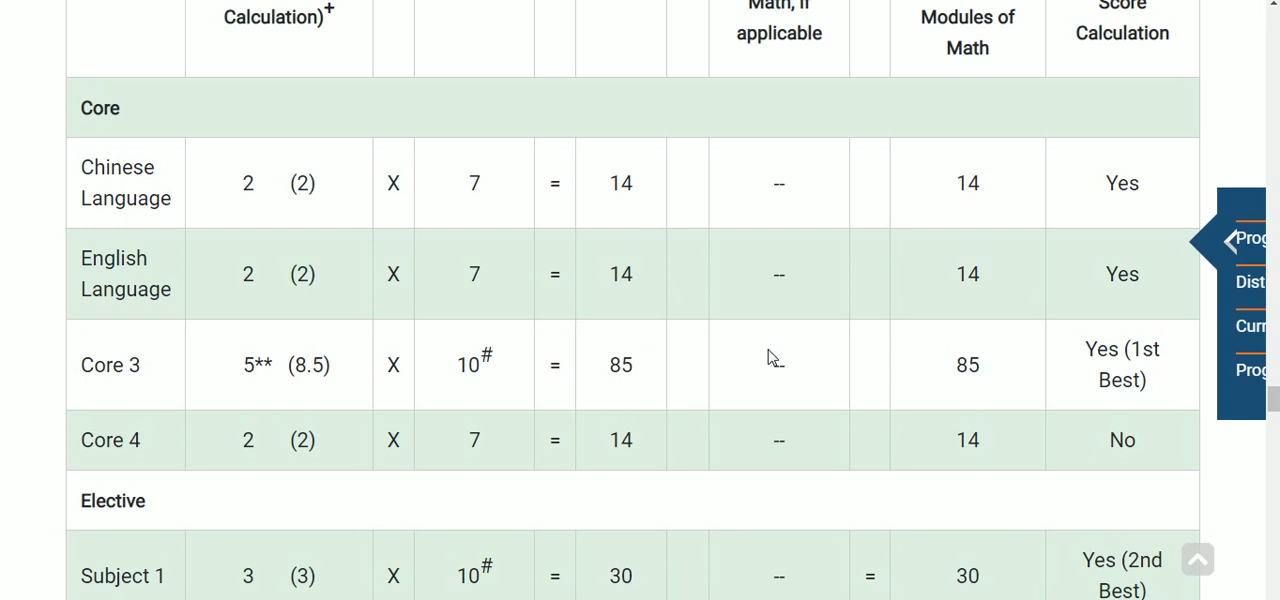 Calculation)+
Math, if
applicable
Modules of
Math
Score
Calculation
Core
Chinese
Language
2 (2) X 7 = 14 -- 14 Yes
English
Language
2 (2) X 7 = 14 -- 14 Yes
Core 3 5** (8.5) X 10# = 85 -- 85 Yes (1st
Best)
Core 4 2 (2) X 7 = 14 -- 14 No
Elective
Subject 1 3 (3) X 10# = 30 -- = 30 Yes (2nd
Best)
Prog
Dist
Curr
Prog